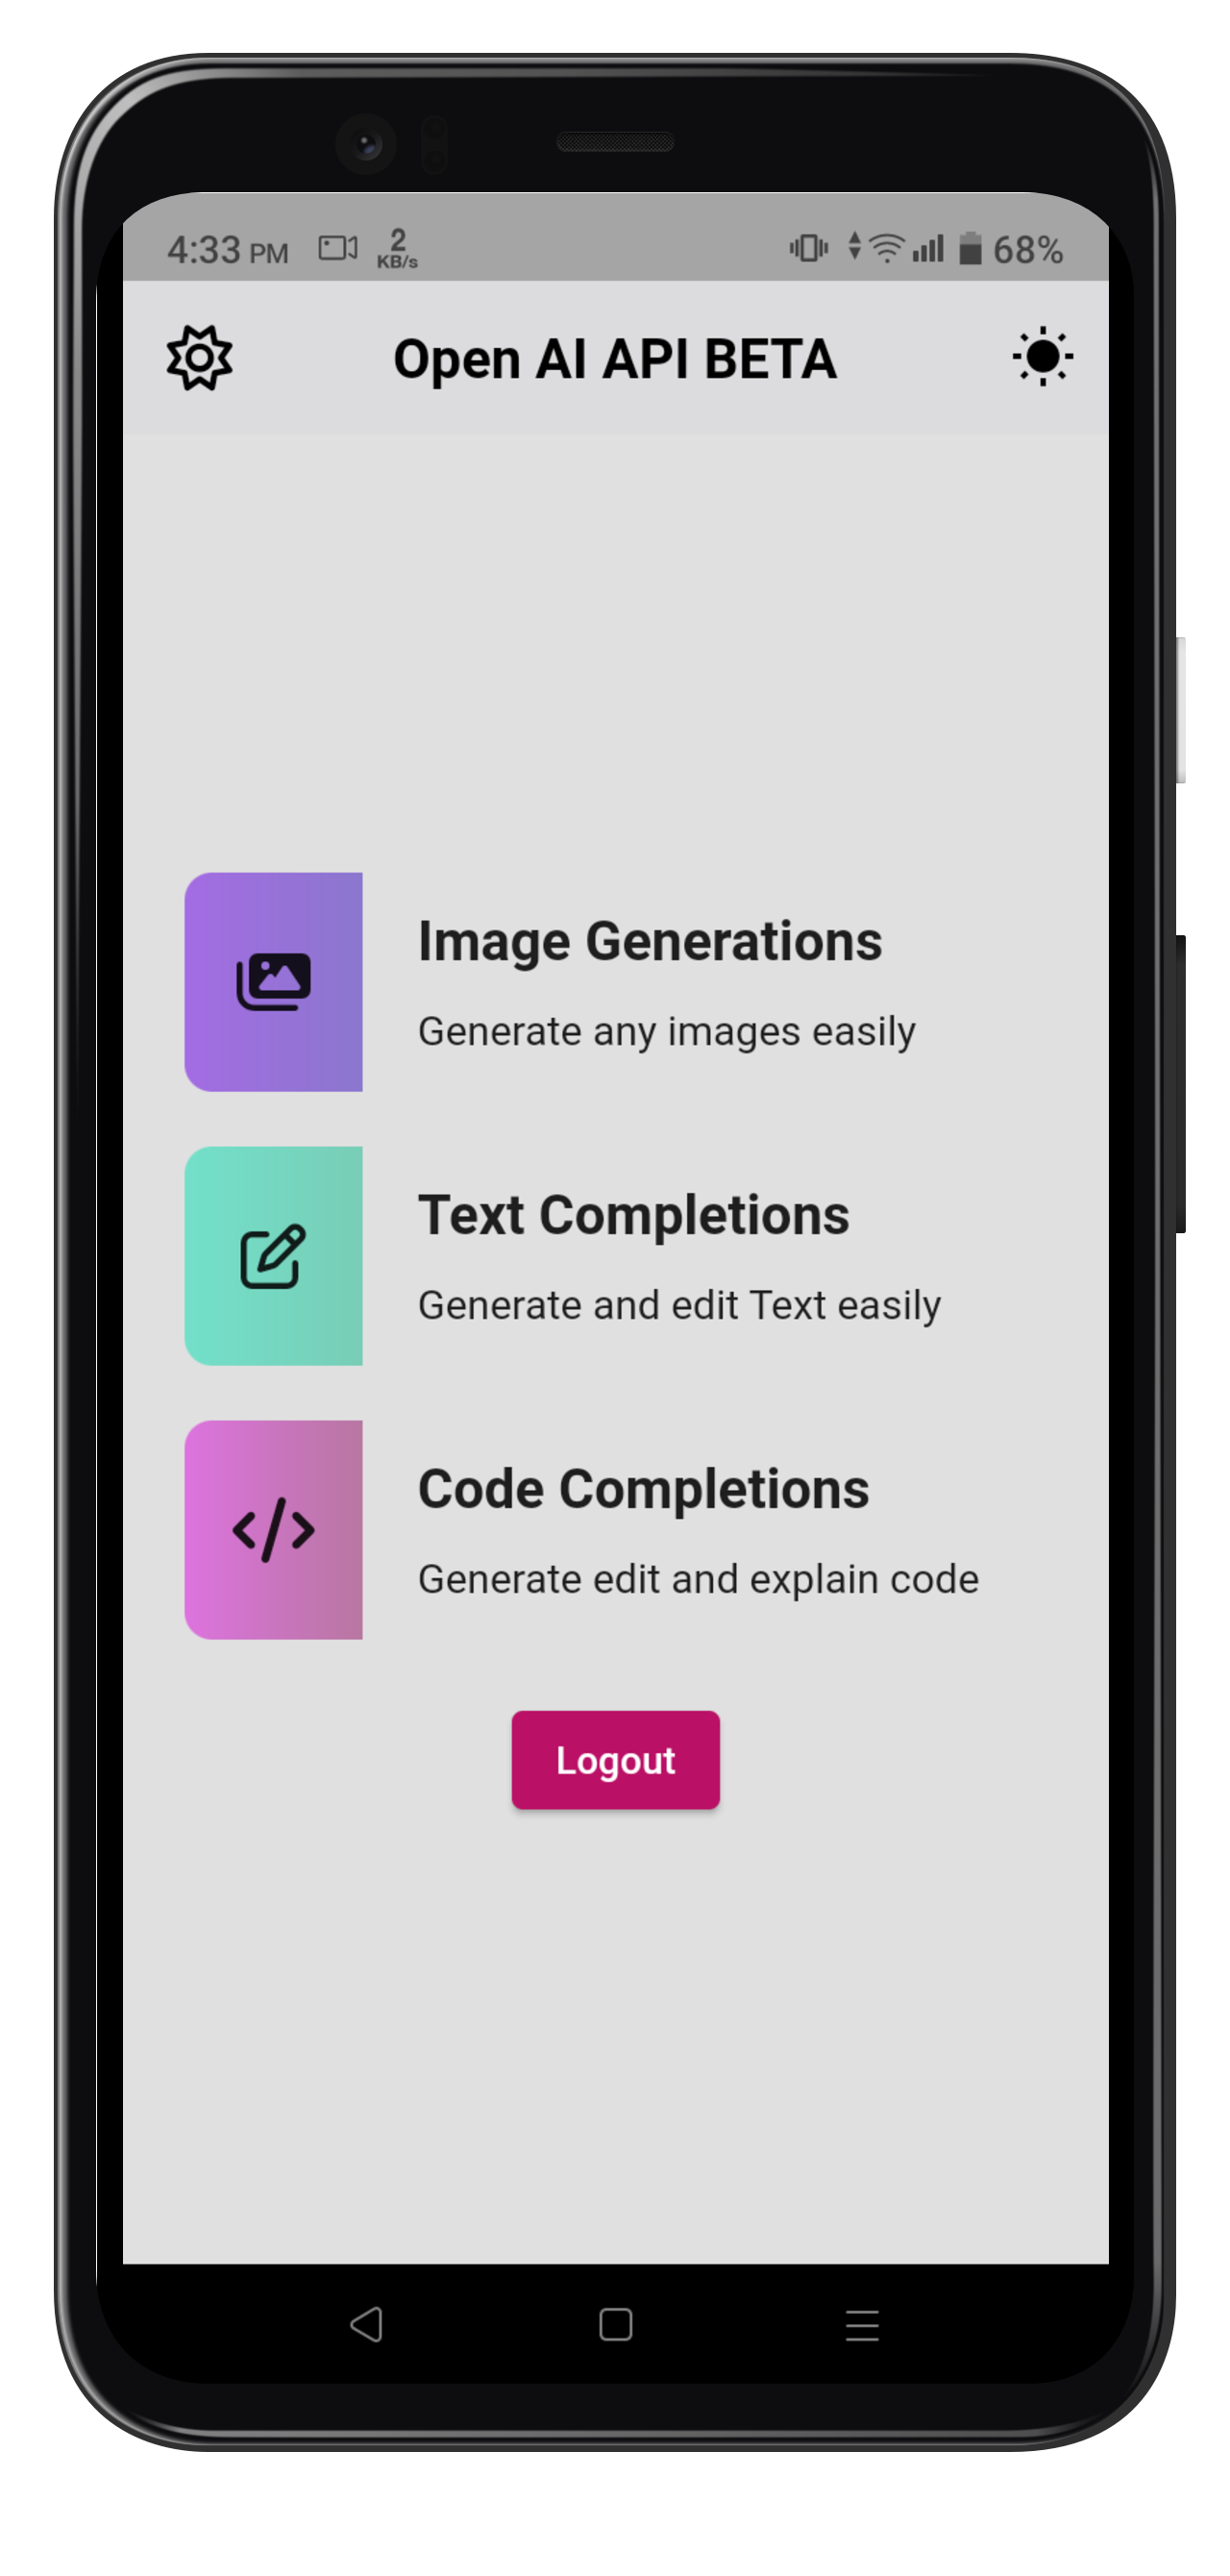 4:33 PM 2 KB/s 68%
Open AI API BETA
Image Generations
Generate any images easily
Text Completions
Generate and edit Text easily
Code Completions
Generate edit and explain code
Logout